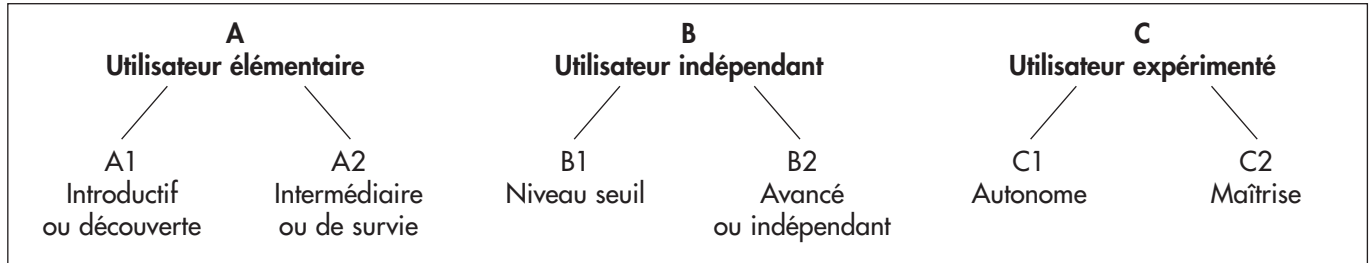 A
Utilisateur élémentaire
B
Utilisateur indépendant
C
Utilisateur expérimenté
A1
Introductif
ou découverte
A2
Intermédiaire
ou de survie
B1
Niveau seuil
B2
Avancé
ou indépendant
C1
Autonome
C2
Maîtrise